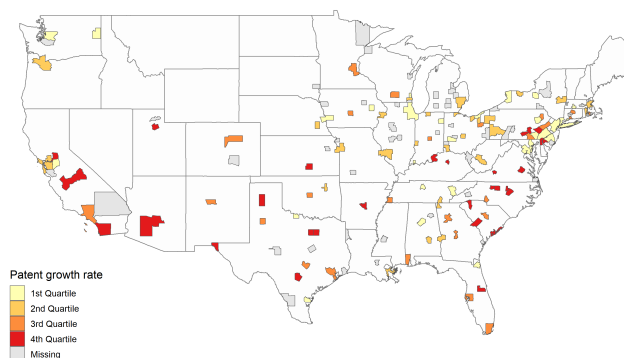 Patent growth rate
1st Quartile
2nd Quartile
3rd Quartile
4th Quartile
Missing